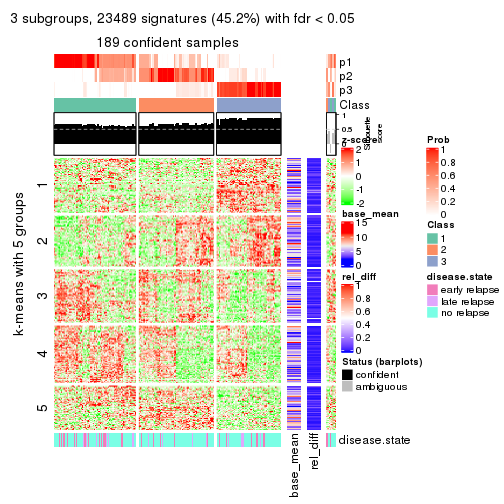 3 subgroups, 23489 signatures (45.2%) with fdr < 0.05
189 confident samples
p1
p2
p3
Class
1
0.5
0
Silhouette
score
k-means with 5 groups
1
2
3
4
5
z-score
2
1
0
-1
-2
base_mean
15
10
5
0
rel_diff
1
0.8
0.6
0.4
0.2
0
Status (barplots)
confident
ambiguous
Prob
1
0.8
0.6
0.4
0.2
0
Class
1
2
3
disease.state
early relapse
late relapse
no relapse
disease.state
base_mean
rel_diff